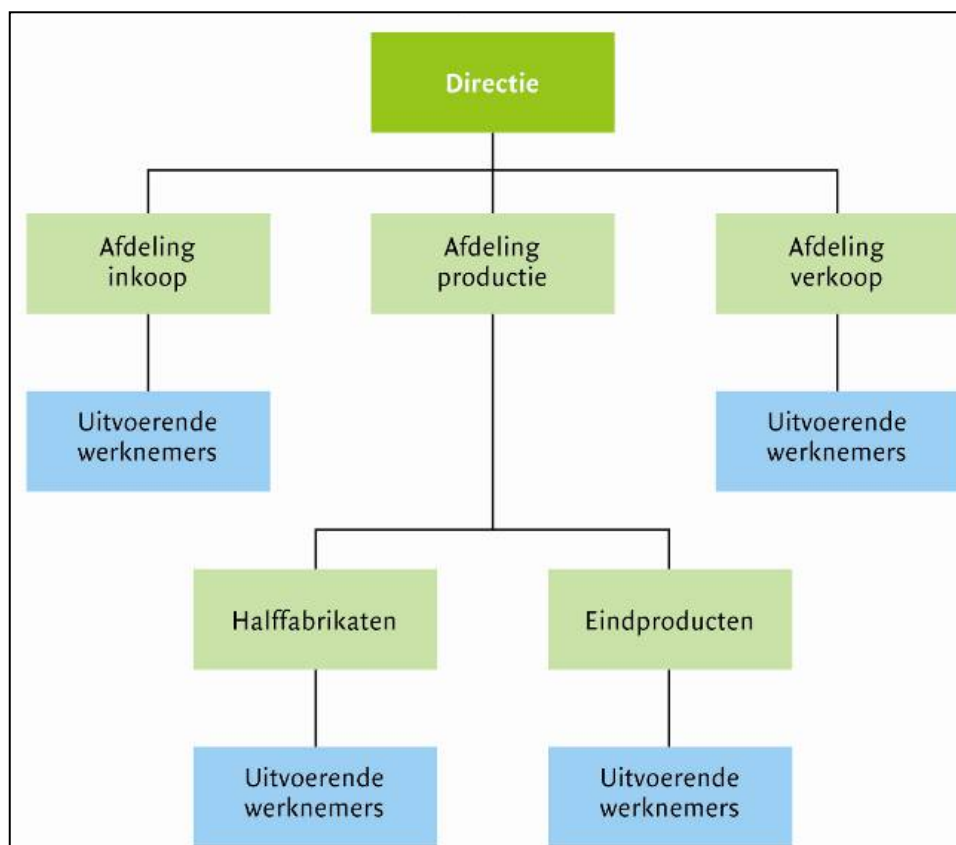 Directie
Afdeling
inkoop
Afdeling
productie
Afdeling
verkoop
Uitvoerende
werknemers
Uitvoerende
werknemers
Halffabrikaten
Eindproducten
Uitvoerende
werknemers
Uitvoerende
werknemers